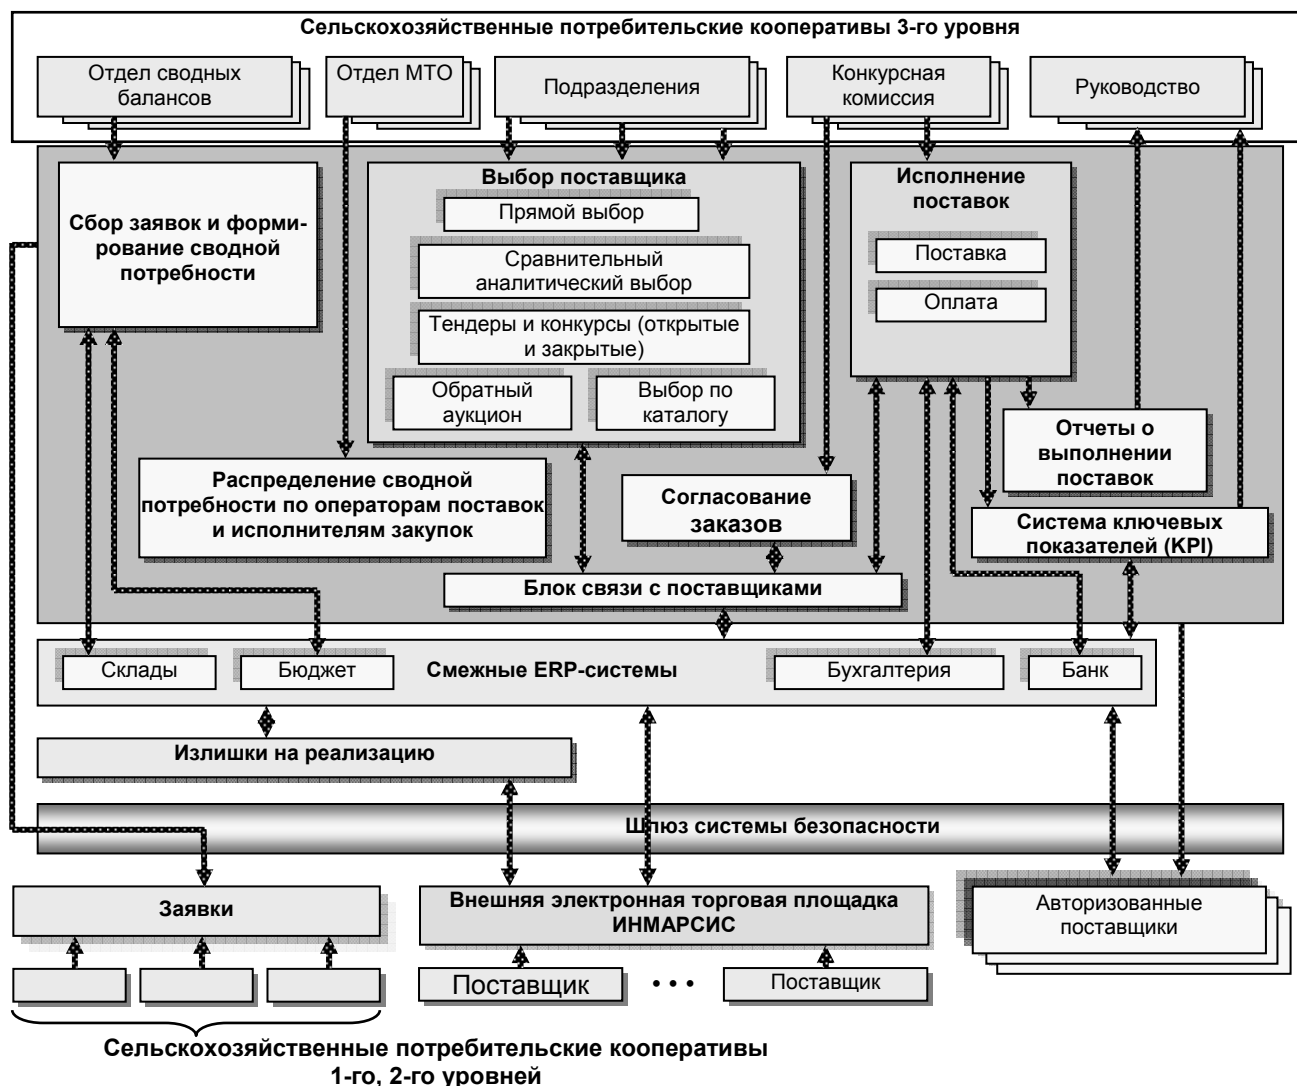 Сельскохозяйственные потребительские кооперативы 3-го уровня
Отдел сводных
балансов
Отдел МТО
Подразделения
Конкурсная
комиссия
Руководство
Сбор заявок и форми-
рование сводной
потребности
Выбор поставщика
Прямой выбор
Сравнительный
аналитический выбор
Тендеры и конкурсы (открытые
и закрытые)
Обратный
аукцион
Выбор по
каталогу
Исполнение
поставок
Поставка
Оплата
Отчеты о
выполнении
поставок
Распределение сводной
потребности по операторам поставок
и исполнителям закупок
Согласование
заказов
Система ключевых
показателей (KPI)
Блок связи с поставщиками
Склады
Бюджет
Смежные ERP-системы
Бухгалтерия
Банк
Излишки на реализацию
Шлюз системы безопасности
Заявки
Внешняя электронная торговая площадка
ИНМАРСИС
Авторизованные
поставщики
Поставщик
• • •
Поставщик
Сельскохозяйственные потребительские кооперативы
1-го, 2-го уровней